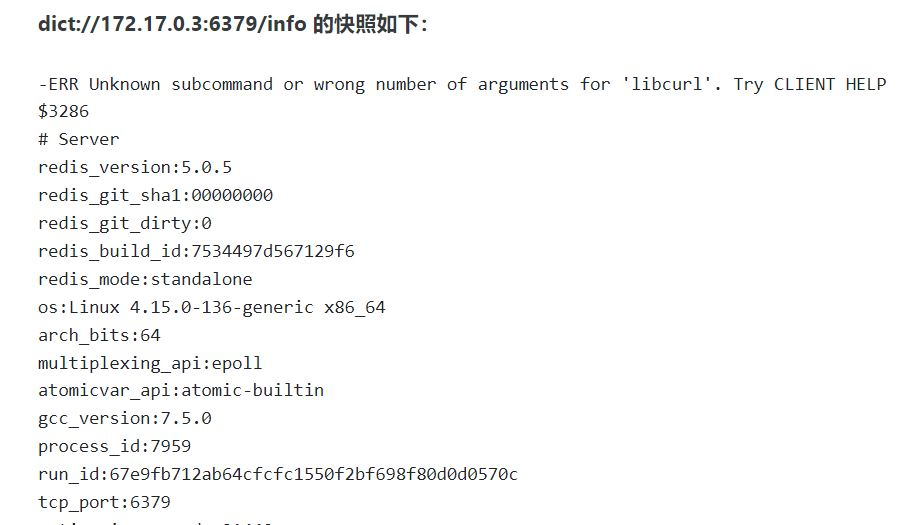 dict://172.17.0.3:6379/info 的快照如下：
-ERR Unknown subcommand or wrong number of arguments for 'libcurl'. Try CLIENT HELP
$3286
# Server
redis_version:5.0.5
redis_git_sha1:00000000
redis_git_dirty:0
redis_build_id:7534497d567129f6
redis_mode:standalone
os:Linux 4.15.0-136-generic x86_64
arch_bits:64
multiplexing_api:epoll
atomicvar_api:atomic-builtin
gcc_version:7.5.0
process_id:7959
run_id:67e9fb712ab64cfcfc1550f2bf698f80d0d0570c
tcp_port:6379